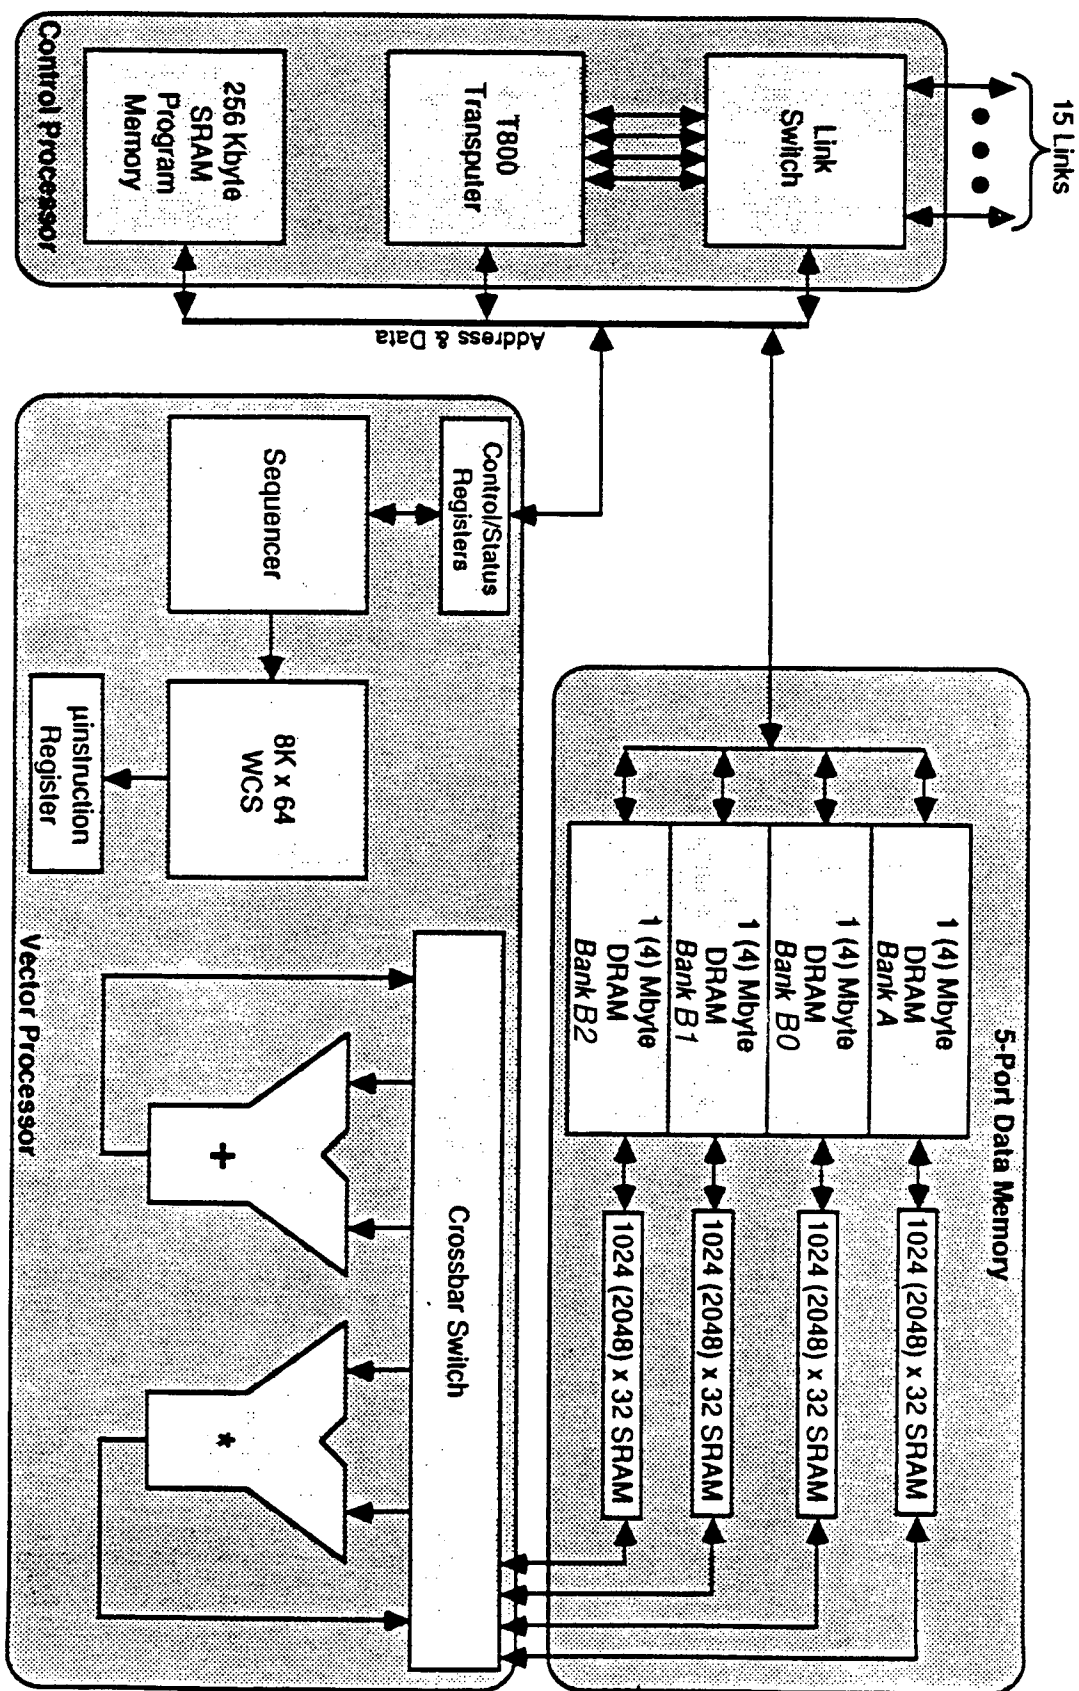 15 Links
Link
Switch
T800
Transputer
256 Kbyte
SRAM
Program
Memory
Control Processor
Address & Data
5-Port Data Memory
1 (4) Mbyte
DRAM
Bank A
1 (4) Mbyte
DRAM
Bank B0
1 (4) Mbyte
DRAM
Bank B1
1 (4) Mbyte
DRAM
Bank B2
1024 (2048) x 32 SRAM
1024 (2048) x 32 SRAM
1024 (2048) x 32 SRAM
1024 (2048) x 32 SRAM
Control/Status
Registers
Sequencer
8K x 64
WCS
µinstruction
Register
Crossbar Switch
+
*
Vector Processor